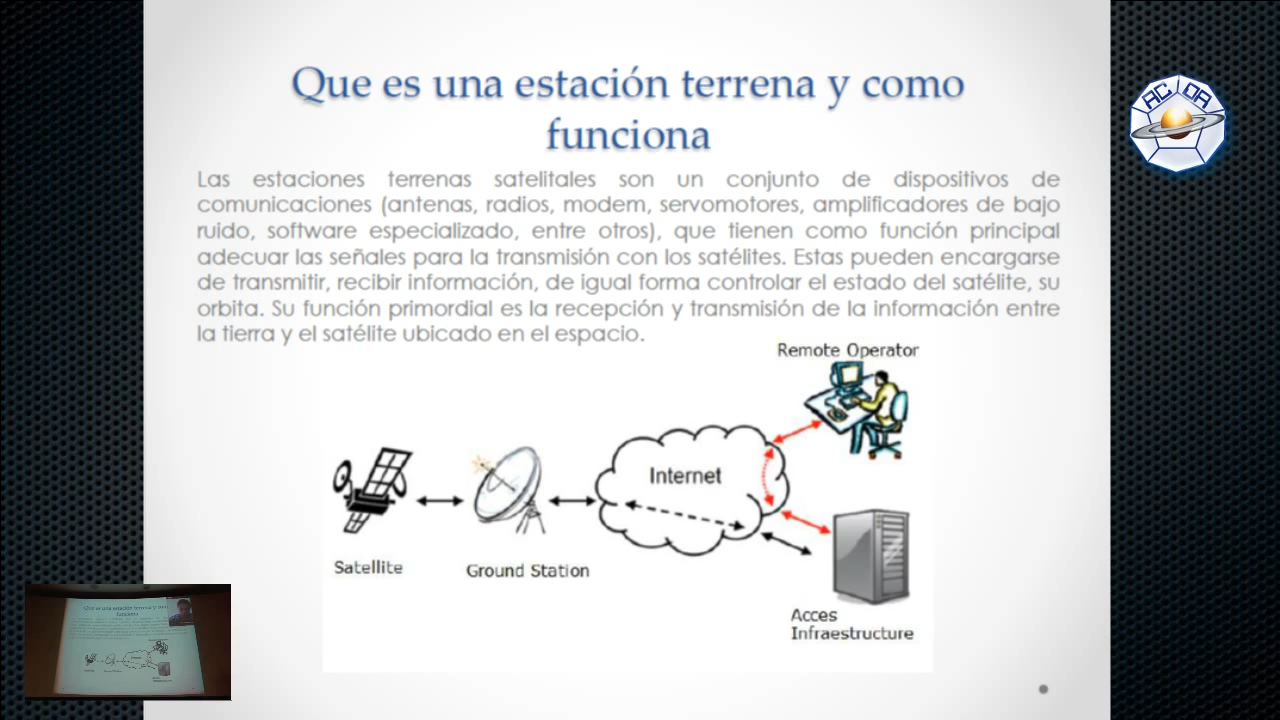 Que es una estación terrena y como
funciona
Las estaciones terrenas satelitales son un conjunto de dispositivos de
comunicaciones (antenas, radios, modem, servomotores, amplificadores de bajo
ruido, software especializado, entre otros), que tienen como función principal
adecuar las señales para la transmisión con los satélites. Estas pueden encargarse
de transmitir, recibir información, de igual forma controlar el estado del satélite, su
orbita. Su función primordial es la recepción y transmisión de la información entre
la tierra y el satélite ubicado en el espacio.
Remote Operator
Internet
Satellite
Ground Station
Acces
Infraestructure
ACDA